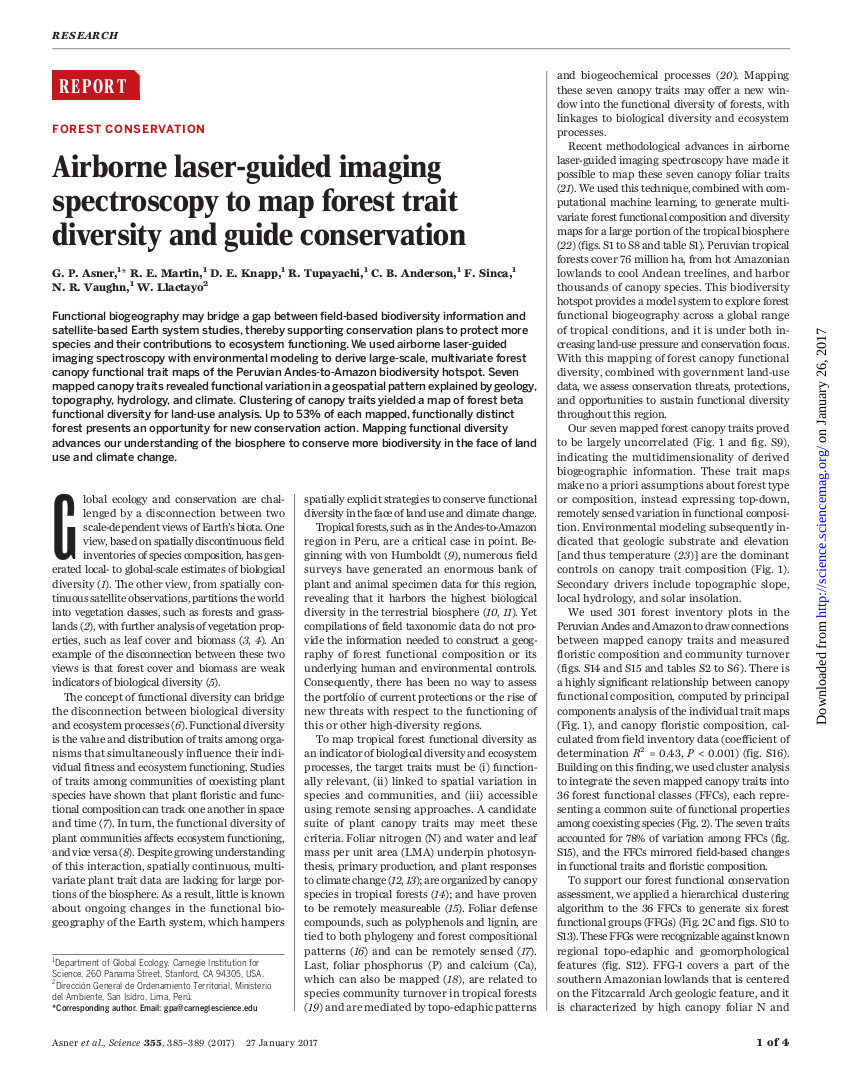 RESEARCH
REPORT
FOREST CONSERVATION
Airborne laser-guided imaging
spectroscopy to map forest trait
diversity and guide conservation
G. P. Asner,1* R. E. Martin,1 D. E. Knapp,1 R. Tupayachi,1 C. B. Anderson,1 F. Sinca,1
N. R. Vaughn,1 W. Llactayo2
Functional biogeography may bridge a gap between field-based biodiversity information and
satellite-based Earth system studies, thereby supporting conservation plans to protect more
species and their contributions to ecosystem functioning. We used airborne laser-guided
imaging spectroscopy with environmental modeling to derive large-scale, multivariate forest
canopy functional trait maps of the Peruvian Andes-to-Amazon biodiversity hotspot. Seven
mapped canopy traits revealed functional variation in a geospatial pattern explained by geology,
topography, hydrology, and climate. Clustering of canopy traits yielded a map of forest beta
functional diversity for land-use analysis. Up to 53% of each mapped, functionally distinct
forest presents an opportunity for new conservation action. Mapping functional diversity
advances our understanding of the biosphere to conserve more biodiversity in the face of land
use and climate change.
Global ecology and conservation are chal-
lenged by a disconnection between two
scale-dependent views of Earth's biota. One
view, based on spatially discontinuous field
inventories of species composition, has gen-
erated local- to global-scale estimates of biological
diversity (1). The other view, from spatially con-
tinuous satellite observations, partitions the world
into vegetation classes, such as forests and grass-
lands (2), with further analysis of vegetation prop-
erties, such as leaf cover and biomass (3, 4). An
example of the disconnection between these two
views is that forest cover and biomass are weak
indicators of biological diversity (5).
The concept of functional diversity can bridge
the disconnection between biological diversity
and ecosystem processes (6). Functional diversity
is the value and distribution of traits among orga-
nisms that simultaneously influence their indi-
vidual fitness and ecosystem functioning. Studies
of traits among communities of coexisting plant
species have shown that plant floristic and func-
tional composition can track one another in space
and time (7). In turn, the functional diversity of
plant communities affects ecosystem functioning,
and vice versa (8). Despite growing understanding
of this interaction, spatially continuous, multi-
variate plant trait data are lacking for large por-
tions of the biosphere. As a result, little is known
about ongoing changes in the functional bio-
geography of the Earth system, which hampers
1Department of Global Ecology, Carnegie Institution for
Science, 260 Panama Street, Stanford, CA 94305, USA.
2Dirección General de Ordenamiento Territorial, Ministerio
del Ambiente, San Isidro, Lima, Perú.
*Corresponding author. Email: gpa@carnegiescience.edu
spatially explicit strategies to conserve functional
diversity in the face of land use and climate change.
Tropical forests, such as in the Andes-to-Amazon
region in Peru, are a critical case in point. Be-
ginning with von Humboldt (9), numerous field
surveys have generated an enormous bank of
plant and animal specimen data for this region,
revealing that it harbors the highest biological
diversity in the terrestrial biosphere (10, 11). Yet
compilations of field taxonomic data do not pro-
vide the information needed to construct a geog-
raphy of forest functional composition or its
underlying human and environmental controls.
Consequently, there has been no way to assess
the portfolio of current protections or the rise of
new threats with respect to the functioning of
this or other high-diversity regions.
To map tropical forest functional diversity as
an indicator of biological diversity and ecosystem
processes, the target traits must be (i) function-
ally relevant, (ii) linked to spatial variation in
species and communities, and (iii) accessible
using remote sensing approaches. A candidate
suite of plant canopy traits may meet these
criteria. Foliar nitrogen (N) and water and leaf
mass per unit area (LMA) underpin photosyn-
thesis, primary production, and plant responses
to climate change (12, 13); are organized by canopy
species in tropical forests (14); and have proven
to be remotely measureable (15). Foliar defense
compounds, such as polyphenols and lignin, are
tied to both phylogeny and forest compositional
patterns (16) and can be remotely sensed (17).
Last, foliar phosphorus (P) and calcium (Ca),
which can also be mapped (18), are related to
species community turnover in tropical forests
(19) and are mediated by topo-edaphic patterns
and biogeochemical processes (20). Mapping
these seven canopy traits may offer a new win-
dow into the functional diversity of forests, with
linkages to biological diversity and ecosystem
processes.
Recent methodological advances in airborne
laser-guided imaging spectroscopy have made it
possible to map these seven canopy foliar traits
(21). We used this technique, combined with com-
putational machine learning, to generate multi-
variate forest functional composition and diversity
maps for a large portion of the tropical biosphere
(22) (figs. S1 to S8 and table S1). Peruvian tropical
forests cover 76 million ha, from hot Amazonian
lowlands to cool Andean treelines, and harbor
thousands of canopy species. This biodiversity
hotspot provides a model system to explore forest
functional biogeography across a global range
of tropical conditions, and it is under both in-
creasing land-use pressure and conservation focus.
With this mapping of forest canopy functional
diversity, combined with government land-use
data, we assess conservation threats, protections,
and opportunities to sustain functional diversity
throughout this region.
Our seven mapped forest canopy traits proved
to be largely uncorrelated (Fig. 1 and fig. S9),
indicating the multidimensionality of derived
biogeographic information. These trait maps
make no a priori assumptions about forest type
or composition, instead expressing top-down,
remotely sensed variation in functional composi-
tion. Environmental modeling subsequently in-
dicated that geologic substrate and elevation
[and thus temperature (23)] are the dominant
controls on canopy trait composition (Fig. 1).
Secondary drivers include topographic slope,
local hydrology, and solar insolation.
We used 301 forest inventory plots in the
Peruvian Andes and Amazon to draw connections
between mapped canopy traits and measured
floristic composition and community turnover
(figs. S14 and S15 and tables S2 to S6). There is
a highly significant relationship between canopy
functional composition, computed by principal
components analysis of the individual trait maps
(Fig. 1), and canopy floristic composition, cal-
culated from field inventory data (coefficient of
determination R2 = 0.43, P < 0.001) (fig. S16).
Building on this finding, we used cluster analysis
to integrate the seven mapped canopy traits into
36 forest functional classes (FFCs), each repre-
senting a common suite of functional properties
among coexisting species (Fig. 2). The seven traits
accounted for 78% of variation among FFCs (fig.
S15), and the FFCs mirrored field-based changes
in functional traits and floristic composition.
To support our forest functional conservation
assessment, we applied a hierarchical clustering
algorithm to the 36 FFCs to generate six forest
functional groups (FFGs) (Fig. 2C and figs. S10 to
S13). These FFGs were recognizable against known
regional topo-edaphic and geomorphological
features (fig. S12). FFG-1 covers a part of the
southern Amazonian lowlands that is centered
on the Fitzcarrald Arch geologic feature, and it
is characterized by high canopy foliar N and
Asner et al., Science 355, 385–389 (2017) 27 January 2017
1 of 4
Downloaded from http://science.sciencemag.org/ on January 26, 2017